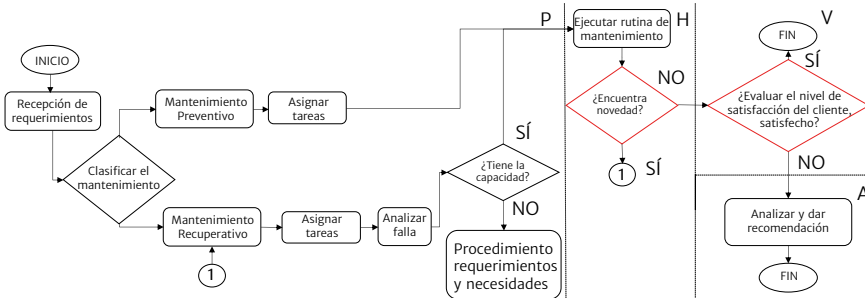 INICIO
Recepción de
requerimientos
Clasificar el
mantenimiento
Mantenimiento
Preventivo
Asignar
tareas
Mantenimiento
Recuperativo
1
Asignar
tareas
Analizar
falla
¿Tiene la
capacidad?
SÍ
NO
Procedimiento
requerimientos
y necesidades
P
Ejecutar rutina de
mantenimiento
H
¿Encuentra
novedad?
NO
SÍ
1
V
FIN
SÍ
¿Evaluar el nivel de
satisfacción del cliente,
satisfecho?
NO
A
Analizar y dar
recomendación
FIN